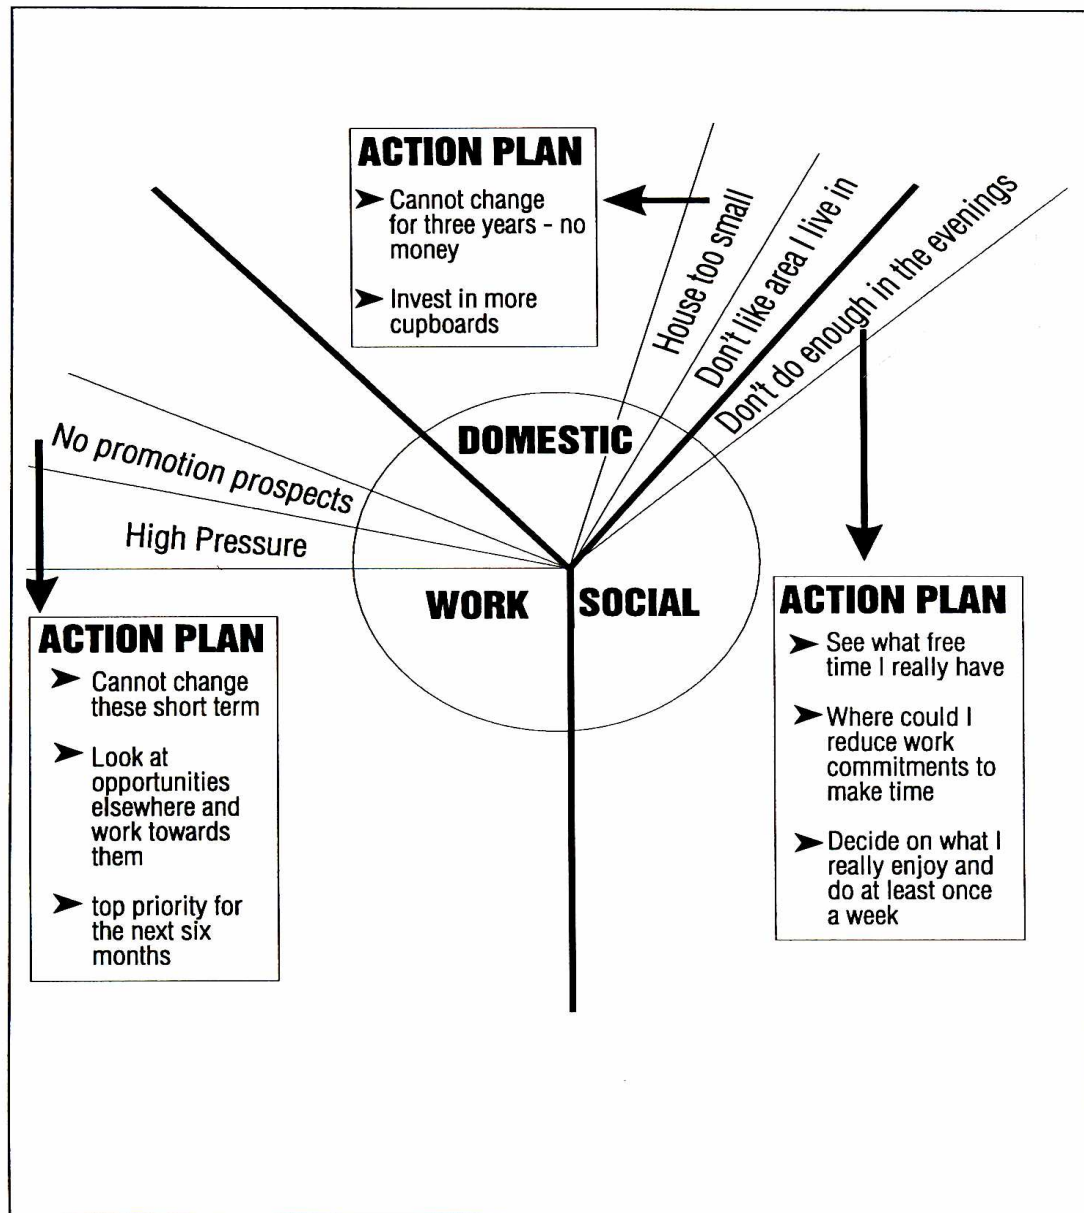 ACTION PLAN
➤ Cannot change
for three years - no
money
➤ Invest in more
cupboards
House too small
Don't like area I live in
Don't do enough in the evenings
DOMESTIC
No promotion prospects
High Pressure
WORK
SOCIAL
ACTION PLAN
➤ Cannot change
these short term
➤ Look at
opportunities
elsewhere and
work towards
them
➤ top priority for
the next six
months
ACTION PLAN
➤ See what free
time I really have
➤ Where could I
reduce work
commitments to
make time
➤ Decide on what I
really enjoy and
do at least once
a week